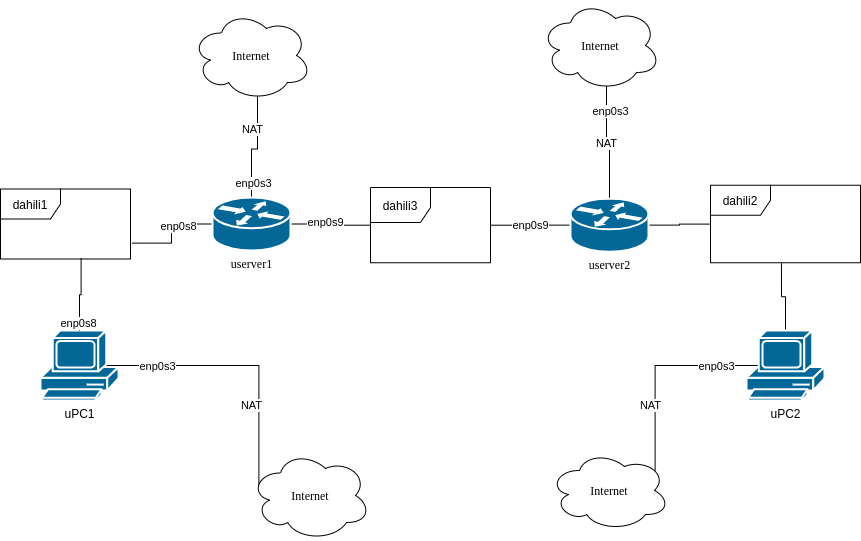 Internet
Internet
enp0s3
NAT
NAT
enp0s3
dahili1
dahili3
dahili2
enp0s8
enp0s9
enp0s9
userver1
userver2
enp0s8
enp0s3
enp0s3
NAT
NAT
uPC1
uPC2
Internet
Internet